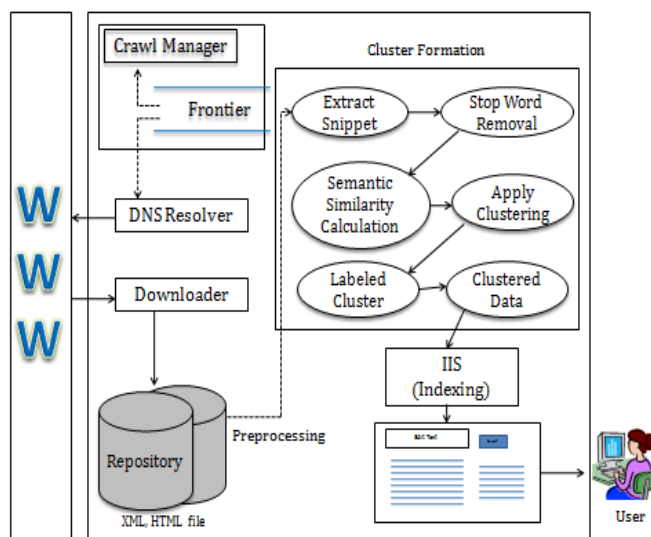 Crawl Manager
Frontier
Cluster Formation
Extract
Snippet
Stop Word
Removal
Semantic
Similarity
Calculation
Apply
Clustering
Labeled
Cluster
Clustered
Data
W
W
W
DNS Resolver
Downloader
Repository
XML, HTML file
Preprocessing
IIS
(Indexing)
User